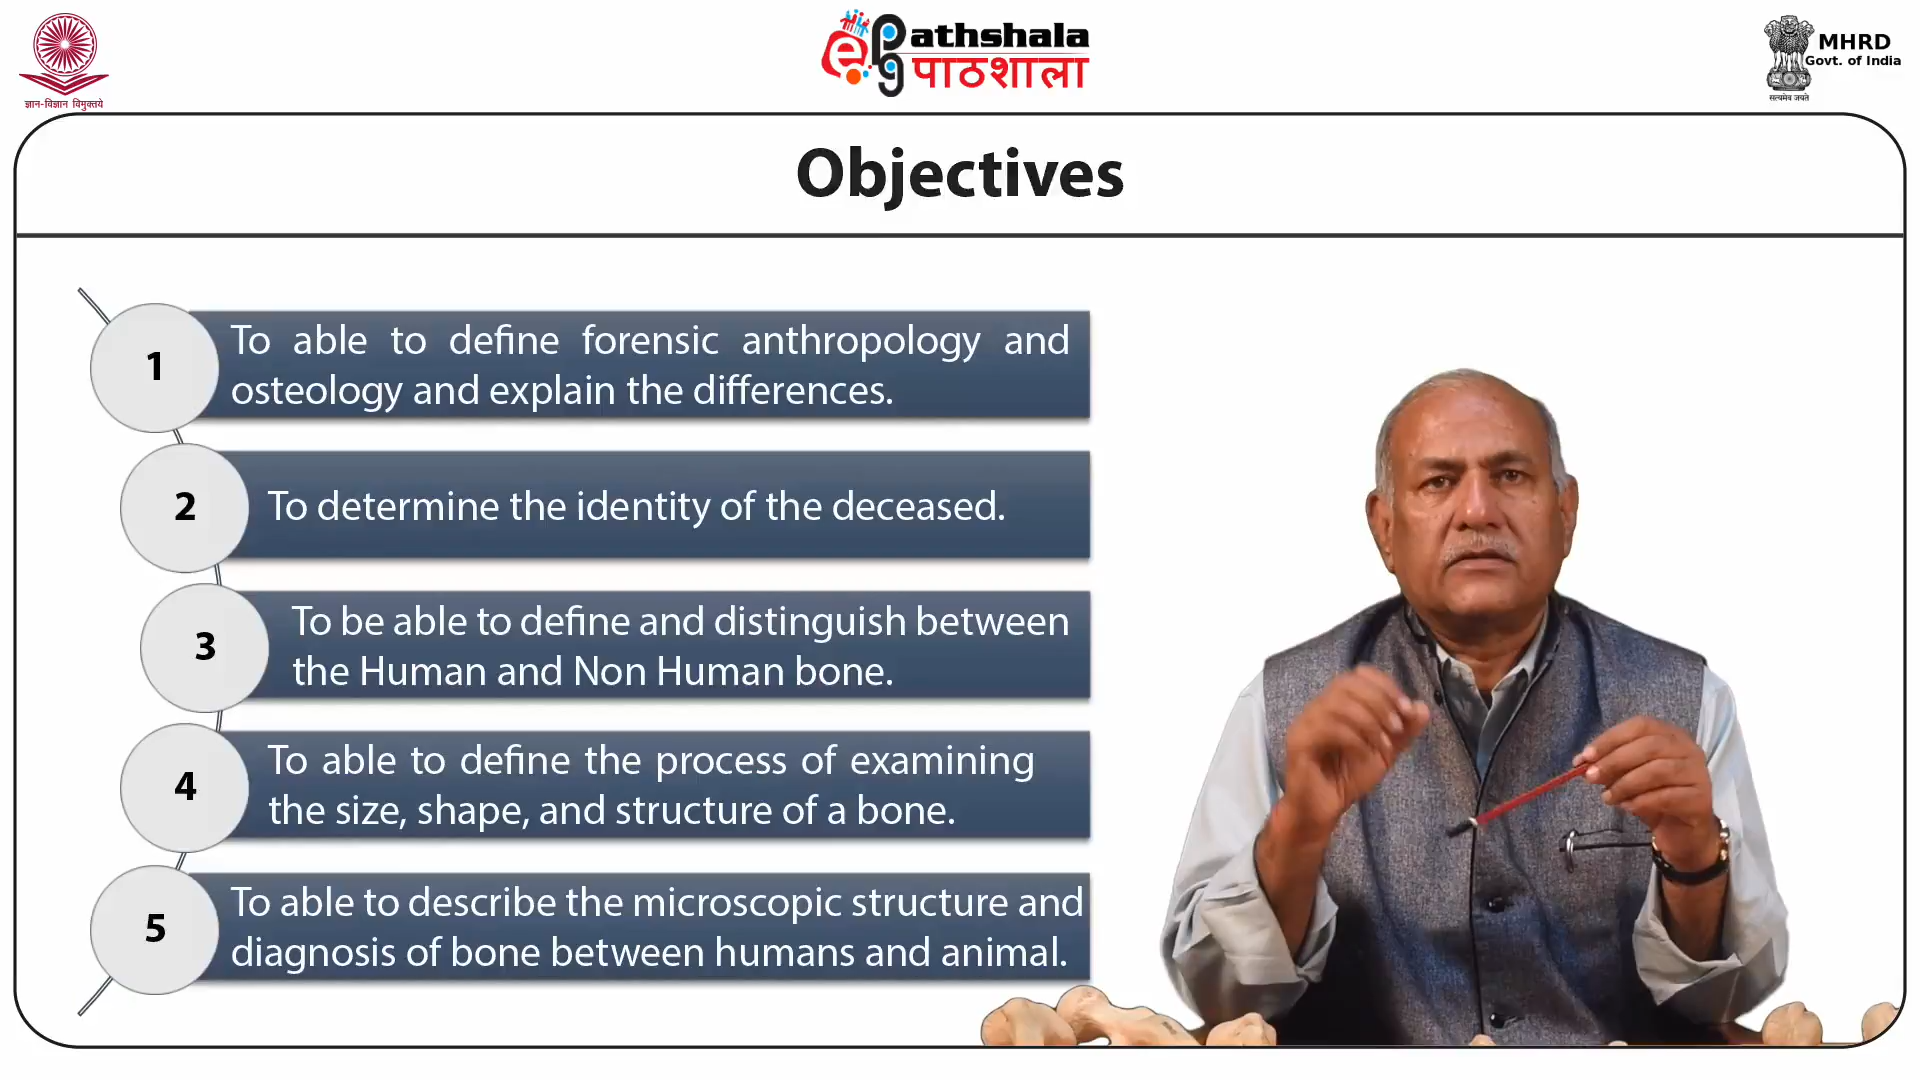 ज्ञान-विज्ञान विमुक्तये
ePathshala
पाठशाला
MHRD
Govt. of India
सत्यमेव जयते
Objectives
1
To able to define forensic anthropology and
osteology and explain the differences.
2
To determine the identity of the deceased.
3
To be able to define and distinguish between
the Human and Non Human bone.
4
To able to define the process of examining
the size, shape, and structure of a bone.
5
To able to describe the microscopic structure and
diagnosis of bone between humans and animal.